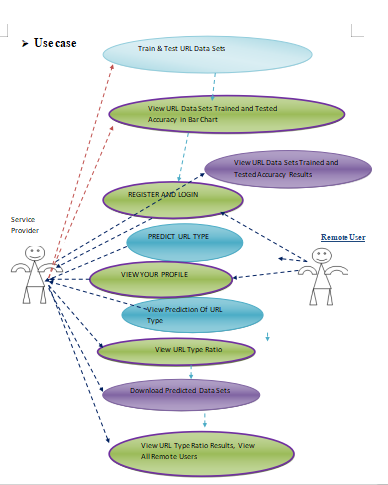 Use case
Train & Test URL Data Sets
View URL Data Sets Trained and Tested
Accuracy in Bar Chart
View URL Data Sets Trained and
Tested Accuracy Results
REGISTER AND LOGIN
Service
Provider
PREDICT URL TYPE
Remote User
VIEW YOUR PROFILE
View Prediction Of URL
Type
View URL Type Ratio
Download Predicted Data Sets
View URL Type Ratio Results, View
All Remote Users